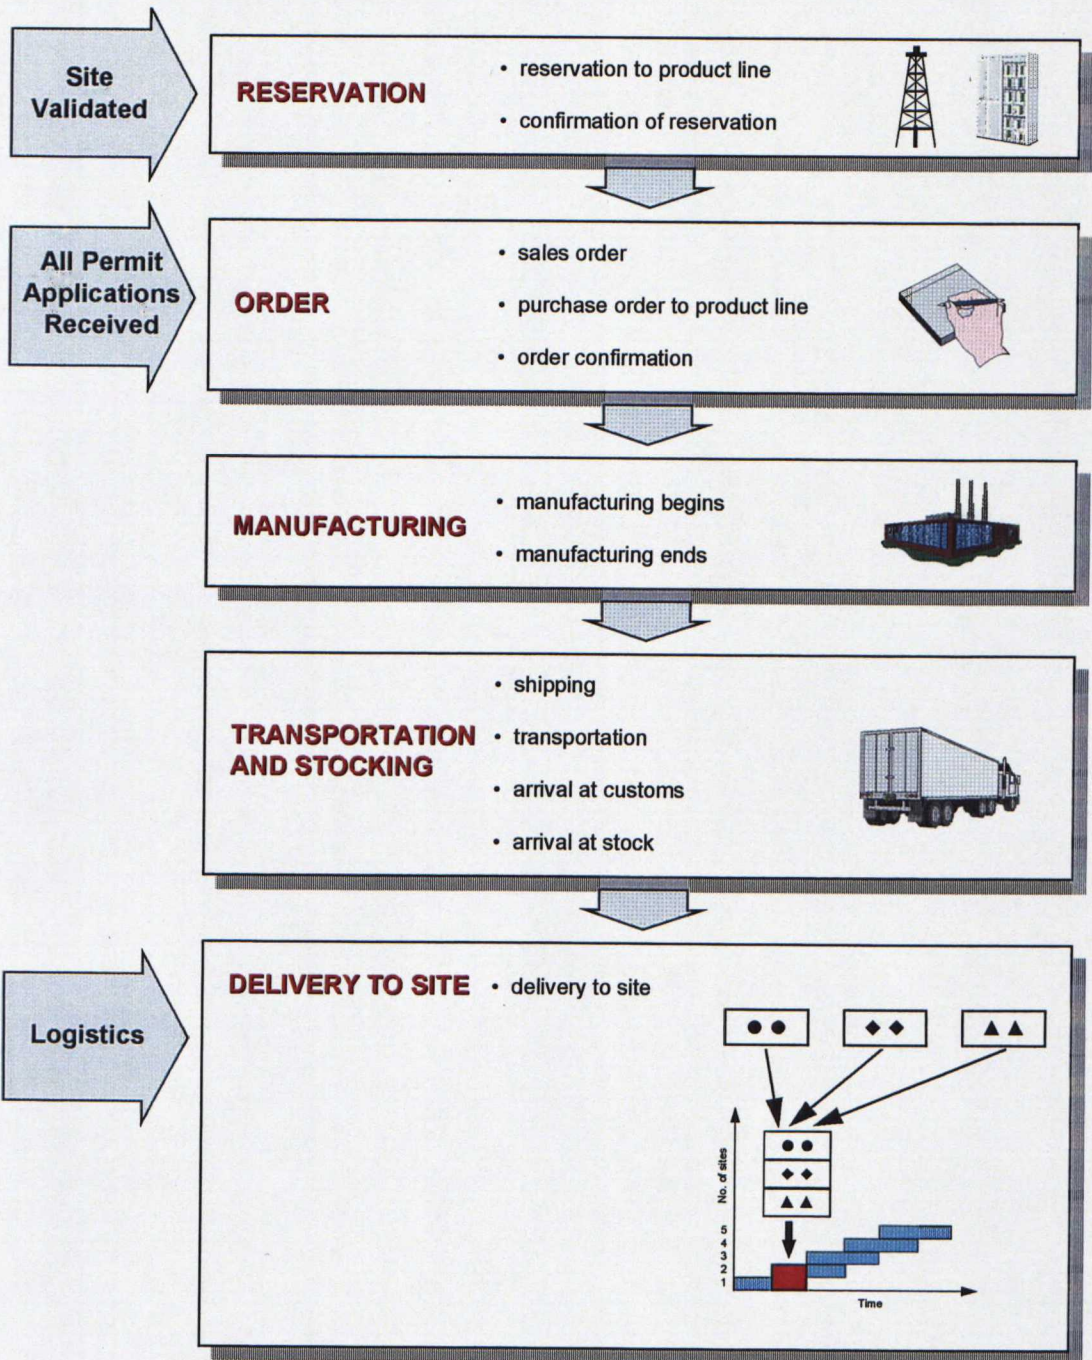 Site
Validated
RESERVATION
• reservation to product line
• confirmation of reservation
All Permit
Applications
Received
ORDER
• sales order
• purchase order to product line
• order confirmation
MANUFACTURING
• manufacturing begins
• manufacturing ends
TRANSPORTATION
AND STOCKING
• shipping
• transportation
• arrival at customs
• arrival at stock
Logistics
DELIVERY TO SITE
• delivery to site
No. of sites
5
4
3
2
1
Time